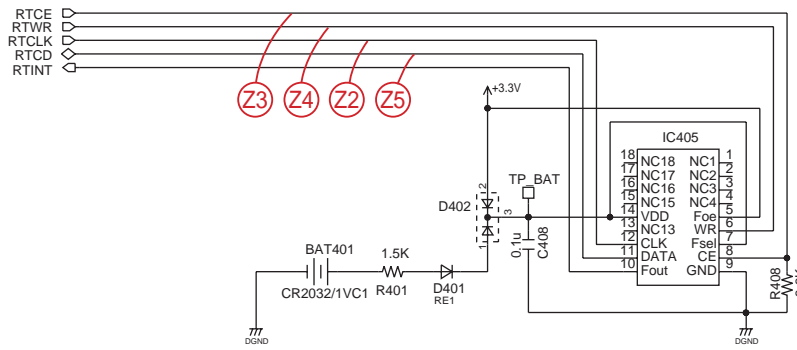 RTCE
RTWR
RTCLK
RTCD
RTINT
Z3 Z4 Z2 Z5
+3.3V
IC405
18 NC18 NC1 1
17 NC17 NC2 2
16 NC16 NC3 3
15 NC15 NC4 4
14 VDD Foe 5
13 NC13 WR 6
12 CLK Fsel 7
11 DATA CE 8
10 Fout GND 9
TP_BAT
D402
2
3
1
0.1u
C408
BAT401
CR2032/1VC1
1.5K
R401
D401
RE1
R408
DGND
DGND